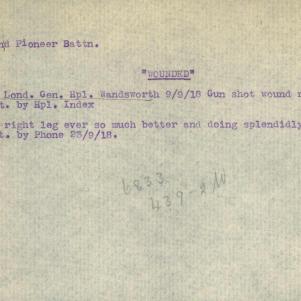 nd Pioneer Battn.
"WOUNDED"
Lond. Gen. Hpl. Wandsworth 9/9/18 Gun shot wound
t. by Hpl. Index
right leg ever so much better and doing splendidly
t. by Phone 23/9/18.
6833
439-